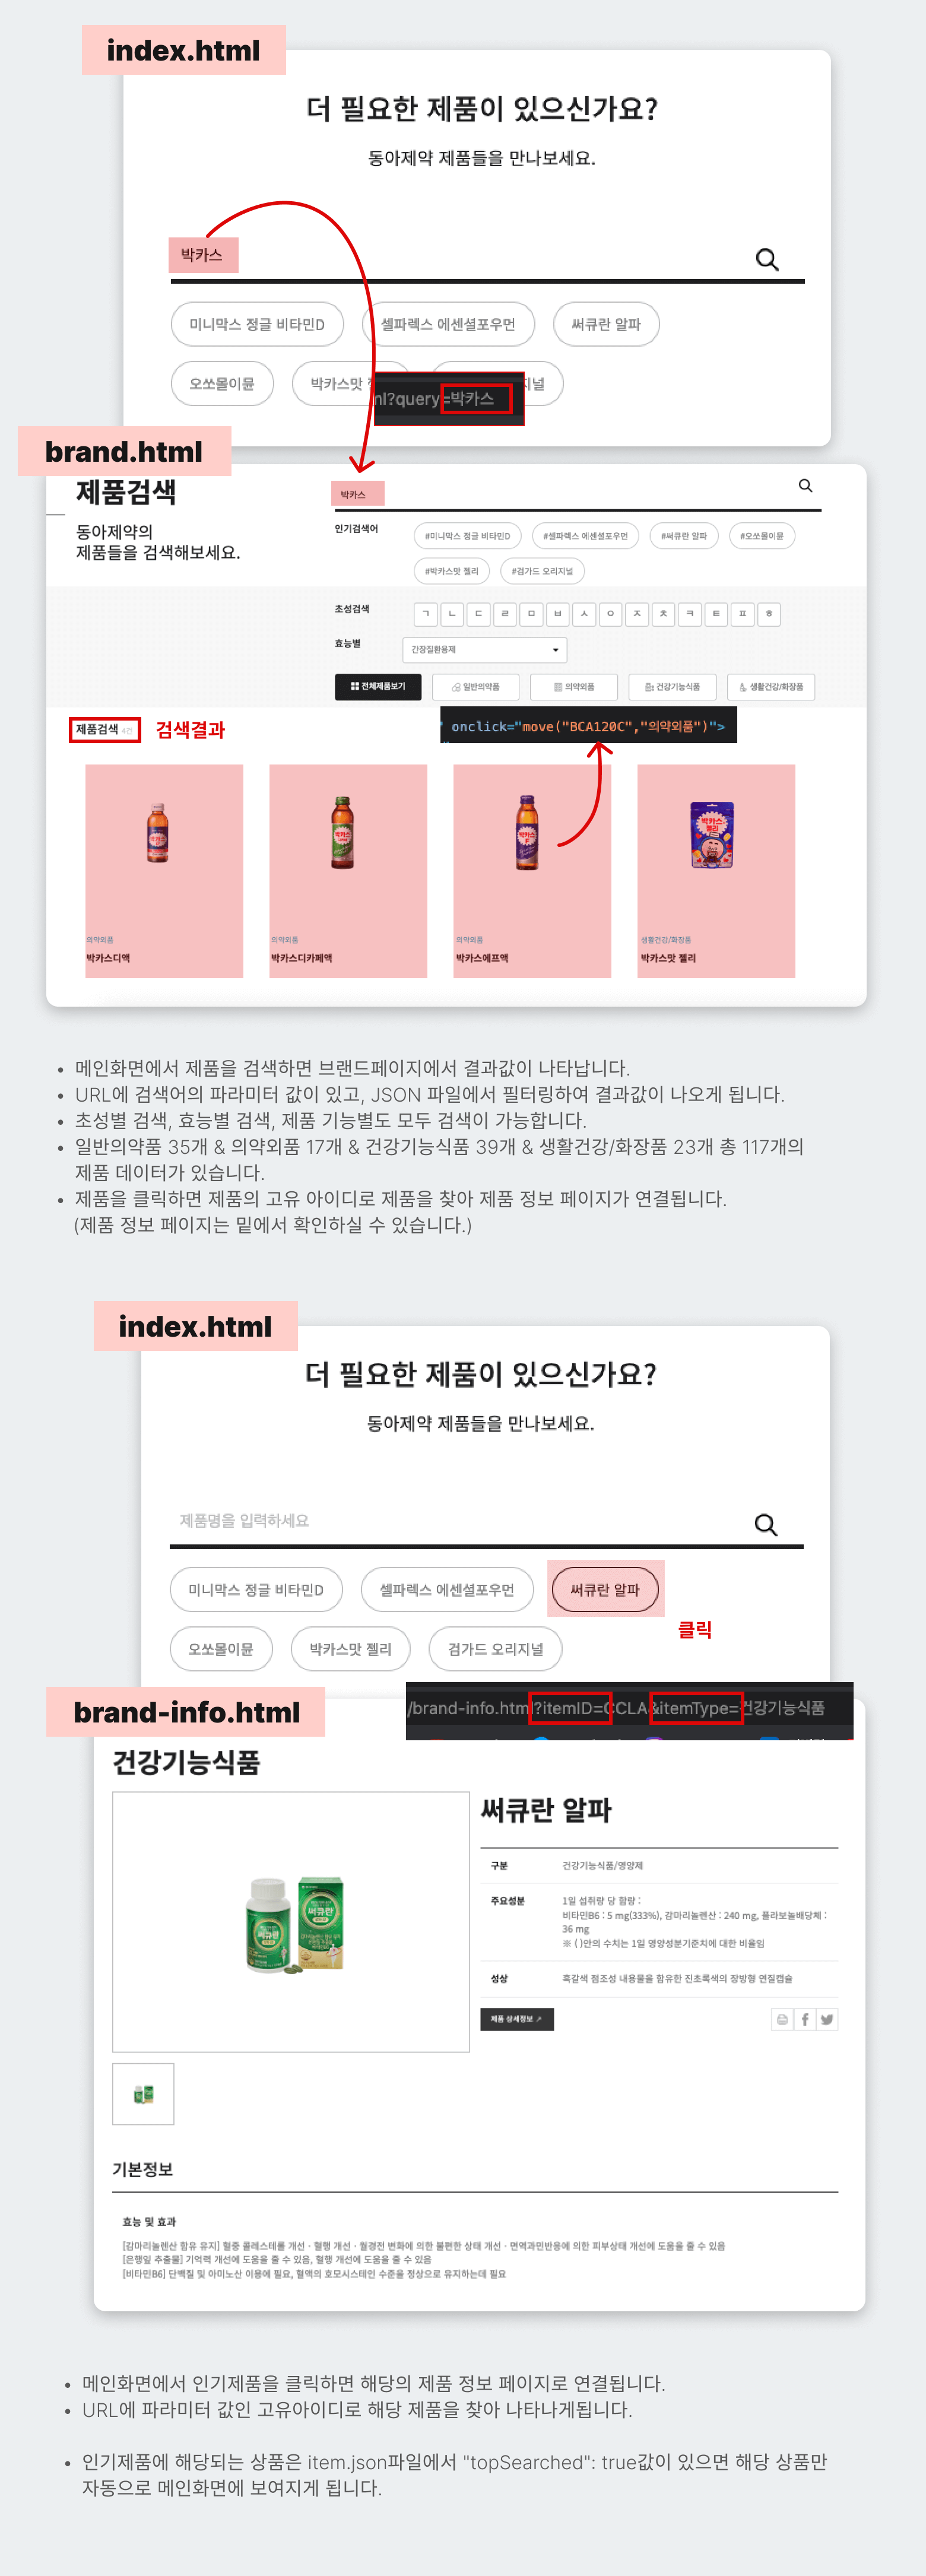 index.html
더 필요한 제품이 있으신가요?
동아제약 제품들을 만나보세요.
박카스
미니막스 정글 비타민D
셀파렉스 에센셜포우먼
써큐란 알파
오쏘몰이뮨
박카스맛
지널
nl?query=박카스
brand.html
제품검색
동아제약의
제품들을 검색해보세요.
박카스
인기검색어
#미니막스 정글 비타민D
#셀파렉스 에센셜포우먼
#써큐란 알파
#오쏘몰이뮨
#박카스맛 젤리
#검가드 오리지널
초성검색
ㄱ ㄴ ㄷ ㄹ ㅁ ㅂ ㅅ ㅇ ㅈ ㅊ ㅋ ㅌ ㅍ ㅎ
효능별
간장질환용제
전체제품보기
일반의약품
의약외품
건강기능식품
생활건강/화장품
제품검색 4건
검색결과
" onclick="move("BCA120C","의약외품")">
의약외품
박카스디액
의약외품
박카스디카페액
의약외품
박카스에프액
생활건강/화장품
박카스맛 젤리
• 메인화면에서 제품을 검색하면 브랜드페이지에서 결과값이 나타납니다.
• URL에 검색어의 파라미터 값이 있고, JSON 파일에서 필터링하여 결과값이 나오게 됩니다.
• 초성별 검색, 효능별 검색, 제품 기능별도 모두 검색이 가능합니다.
• 일반의약품 35개 & 의약외품 17개 & 건강기능식품 39개 & 생활건강/화장품 23개 총 117개의
제품 데이터가 있습니다.
• 제품을 클릭하면 제품의 고유 아이디로 제품을 찾아 제품 정보 페이지가 연결됩니다.
(제품 정보 페이지는 밑에서 확인하실 수 있습니다.)
index.html
더 필요한 제품이 있으신가요?
동아제약 제품들을 만나보세요.
제품명을 입력하세요
미니막스 정글 비타민D
셀파렉스 에센셜포우먼
써큐란 알파
클릭
오쏘몰이뮨
박카스맛 젤리
검가드 오리지널
brand-info.html
/brand-info.html?itemID=CCLA&itemType=건강기능식품
건강기능식품
써큐란
써큐란 알파
구분
건강기능식품/영양제
주요성분
1일 섭취량 당 함량 :
비타민B6 : 5 mg(333%), 감마리놀렌산 : 240 mg, 플라보놀배당체 :
36 mg
※ ( )안의 수치는 1일 영양성분기준치에 대한 비율임
성상
흑갈색 점조성 내용물을 함유한 진초록색의 장방형 연질캡슐
제품 상세정보 ↗
기본정보
효능 및 효과
[감마리놀렌산 함유 유지] 혈중 콜레스테롤 개선 · 혈행 개선 · 월경전 변화에 의한 불편한 상태 개선 · 면역과민반응에 의한 피부상태 개선에 도움을 줄 수 있음
[은행잎 추출물] 기억력 개선에 도움을 줄 수 있음, 혈행 개선에 도움을 줄 수 있음
[비타민B6] 단백질 및 아미노산 이용에 필요, 혈액의 호모시스테인 수준을 정상으로 유지하는데 필요
• 메인화면에서 인기제품을 클릭하면 해당의 제품 정보 페이지로 연결됩니다.
• URL에 파라미터 값인 고유아이디로 해당 제품을 찾아 나타나게됩니다.
• 인기제품에 해당되는 상품은 item.json파일에서 "topSearched": true값이 있으면 해당 상품만
자동으로 메인화면에 보여지게 됩니다.